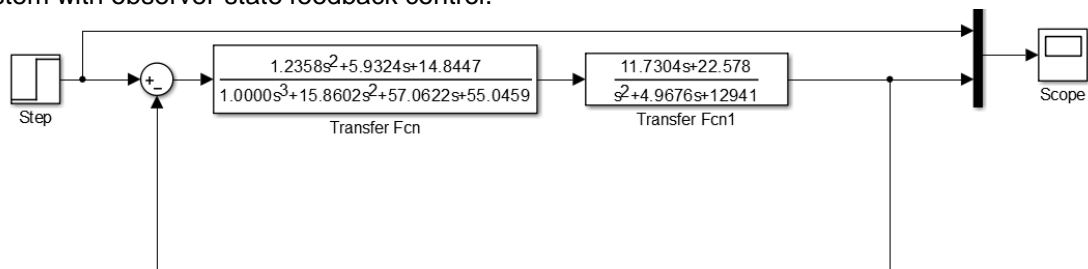 stem with observer state feedback control.
Step
+
−
1.2358s²+5.9324s+14.8447
1.0000s³+15.8602s²+57.0622s+55.0459
Transfer Fcn
11.7304s+22.578
s²+4.9676s+12941
Transfer Fcn1
Scope